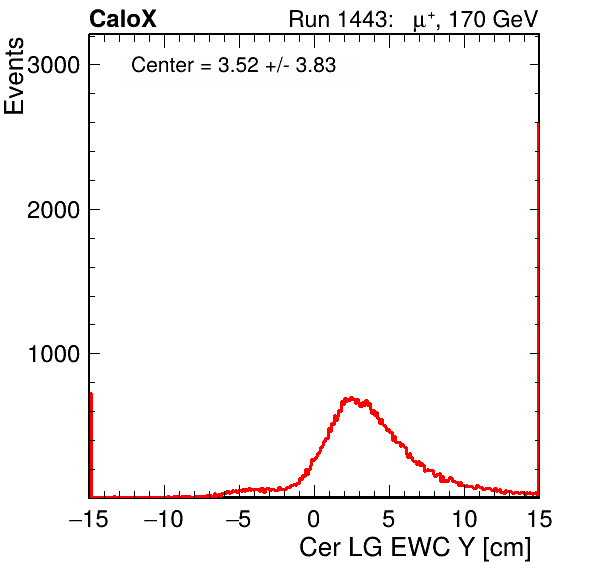 CaloX Run 1443: μ⁺, 170 GeV
Center = 3.52 +/- 3.83
Events
3000
2000
1000
−15 −10 −5 0 5 10 15
Cer LG EWC Y [cm]